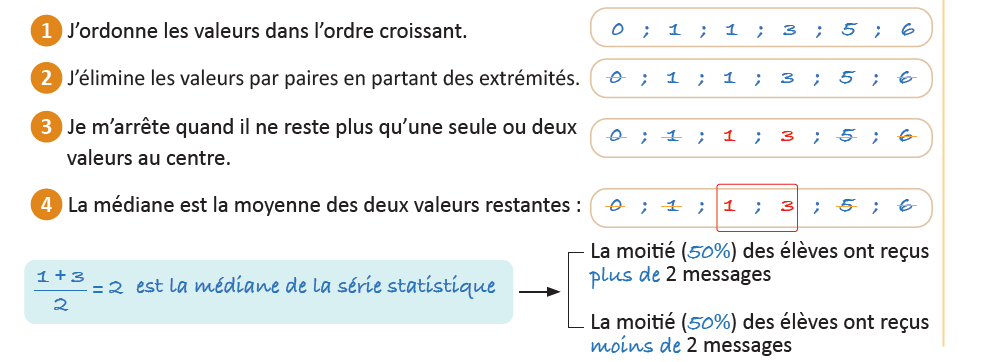 1 J'ordonne les valeurs dans l'ordre croissant.
0 ; 1 ; 1 ; 3 ; 5 ; 6
2 J'élimine les valeurs par paires en partant des extrémités.
0 ; 1 ; 1 ; 3 ; 5 ; 6
3 Je m'arrête quand il ne reste plus qu'une seule ou deux
valeurs au centre.
0 ; 1 ; 1 ; 3 ; 5 ; 6
4 La médiane est la moyenne des deux valeurs restantes :
0 ; 1 ; 1 ; 3 ; 5 ; 6
(1 + 3)/2 = 2 est la médiane de la série statistique
La moitié (50%) des élèves ont reçus
plus de 2 messages
La moitié (50%) des élèves ont reçus
moins de 2 messages